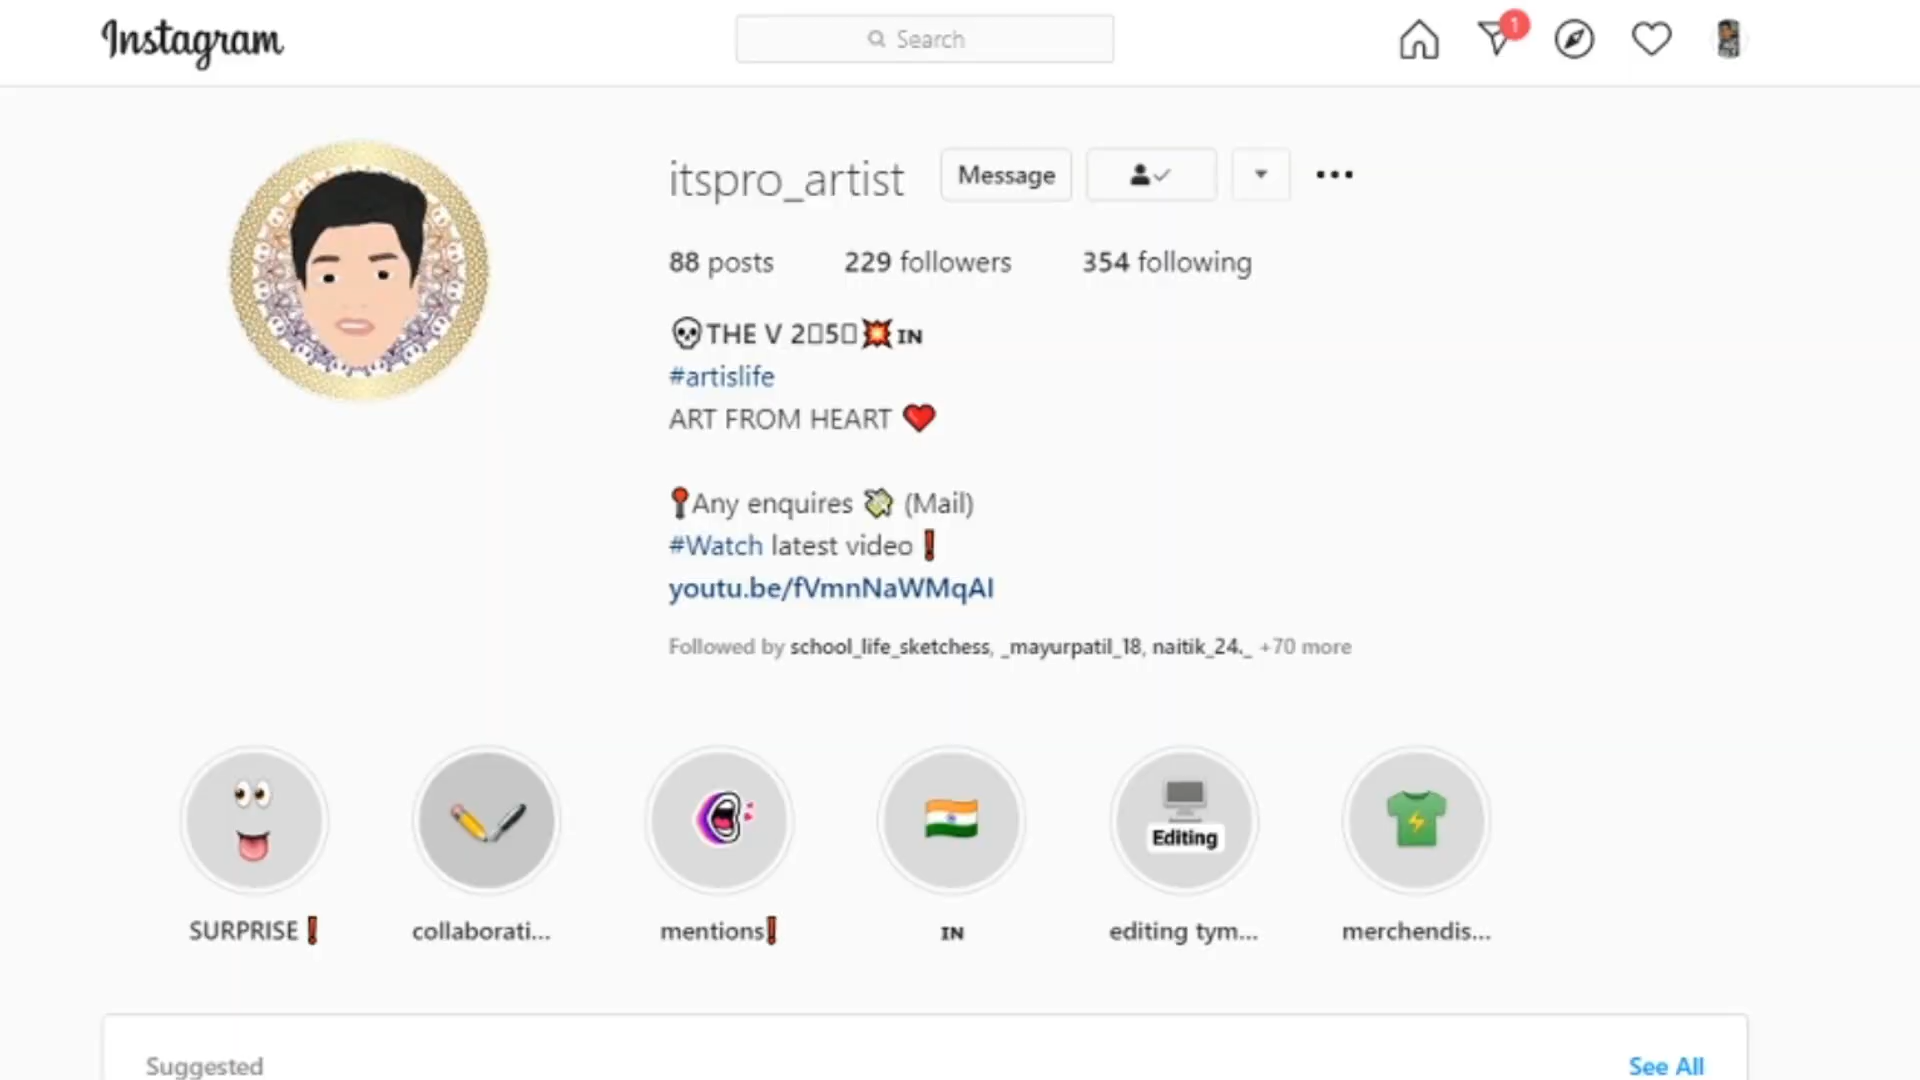 Instagram
Search
1
itspro_artist
Message
88 posts 229 followers 354 following
💀THE V 2▯5▯💥IN
#artislife
ART FROM HEART ❤️
📍Any enquires 💸 (Mail)
#Watch latest video❗
youtu.be/fVmnNaWMqAI
Followed by school_life_sketchess, _mayurpatil_18, naitik_24._ +70 more
Editing
SURPRISE❗ collaborati... mentions❗ IN editing tym... merchendis...
Suggested See All